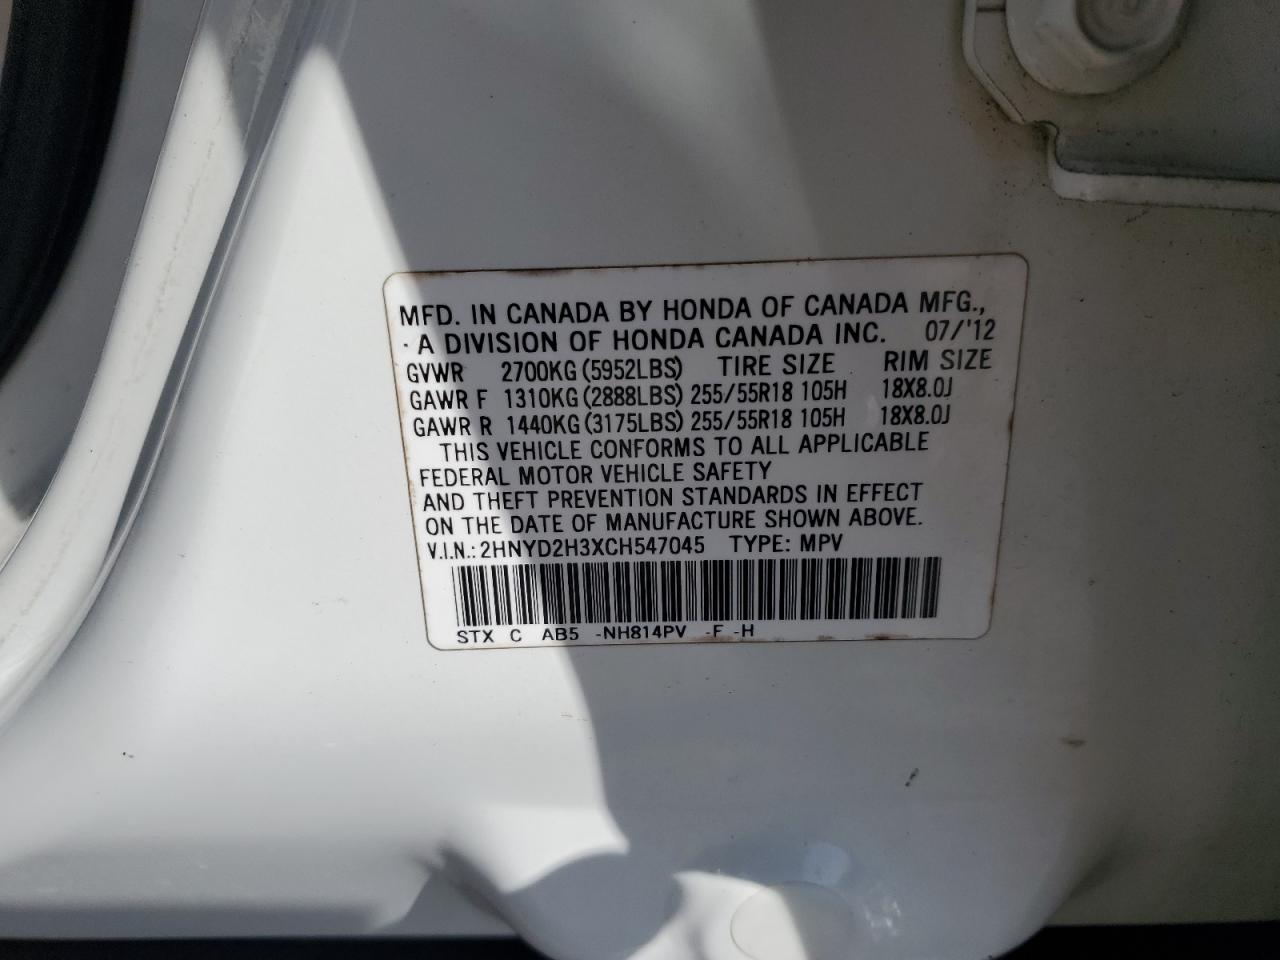 MFD. IN CANADA BY HONDA OF CANADA MFG.,
A DIVISION OF HONDA CANADA INC. 07/'12
GVWR 2700KG (5952LBS) TIRE SIZE RIM SIZE
GAWR F 1310KG (2888LBS) 255/55R18 105H 18X8.0J
GAWR R 1440KG (3175LBS) 255/55R18 105H 18X8.0J
THIS VEHICLE CONFORMS TO ALL APPLICABLE
FEDERAL MOTOR VEHICLE SAFETY
AND THEFT PREVENTION STANDARDS IN EFFECT
ON THE DATE OF MANUFACTURE SHOWN ABOVE.
V.I.N.: 2HNYD2H3XCH547045 TYPE: MPV
STX C AB5 -NH814PV -F -H